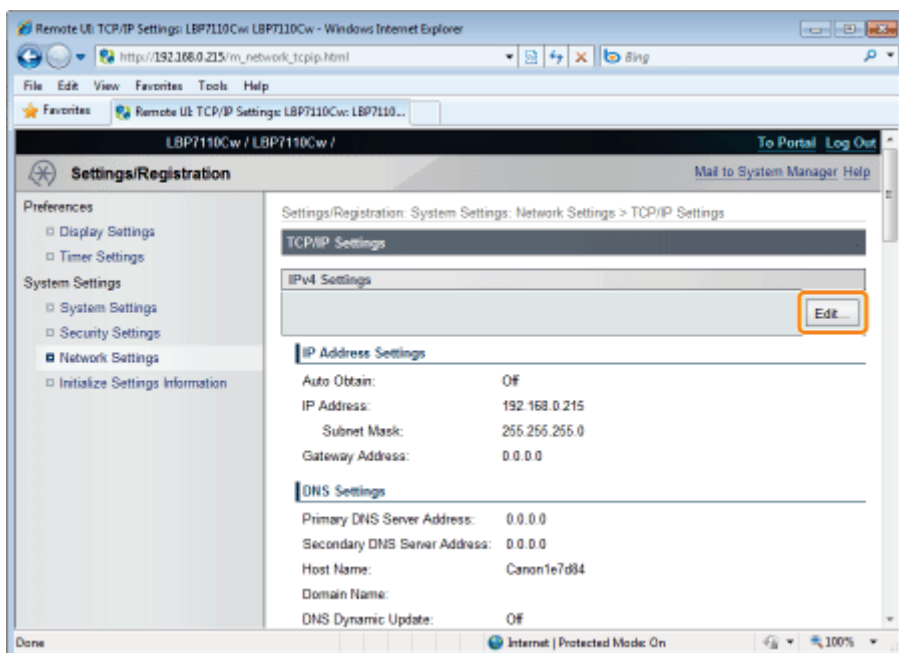 Remote UI: TCP/IP Settings: LBP7110Cw: LBP7110Cw - Windows Internet Explorer
http://192.168.0.215/m_network_tcpip.html
Bing
File Edit View Favorites Tools Help
Favorites
Remote UI: TCP/IP Settings: LBP7110Cw: LBP7110...
LBP7110Cw / LBP7110Cw /
To Portal Log Out
Settings/Registration
Mail to System Manager Help
Preferences
Display Settings
Timer Settings
System Settings
System Settings
Security Settings
Network Settings
Initialize Settings Information
Settings/Registration: System Settings: Network Settings > TCP/IP Settings
TCP/IP Settings
IPv4 Settings
Edit...
IP Address Settings
Auto Obtain: Off
IP Address: 192.168.0.215
Subnet Mask: 255.255.255.0
Gateway Address: 0.0.0.0
DNS Settings
Primary DNS Server Address: 0.0.0.0
Secondary DNS Server Address: 0.0.0.0
Host Name: Canon1e7d84
Domain Name:
DNS Dynamic Update: Off
Done
Internet | Protected Mode: On
100%